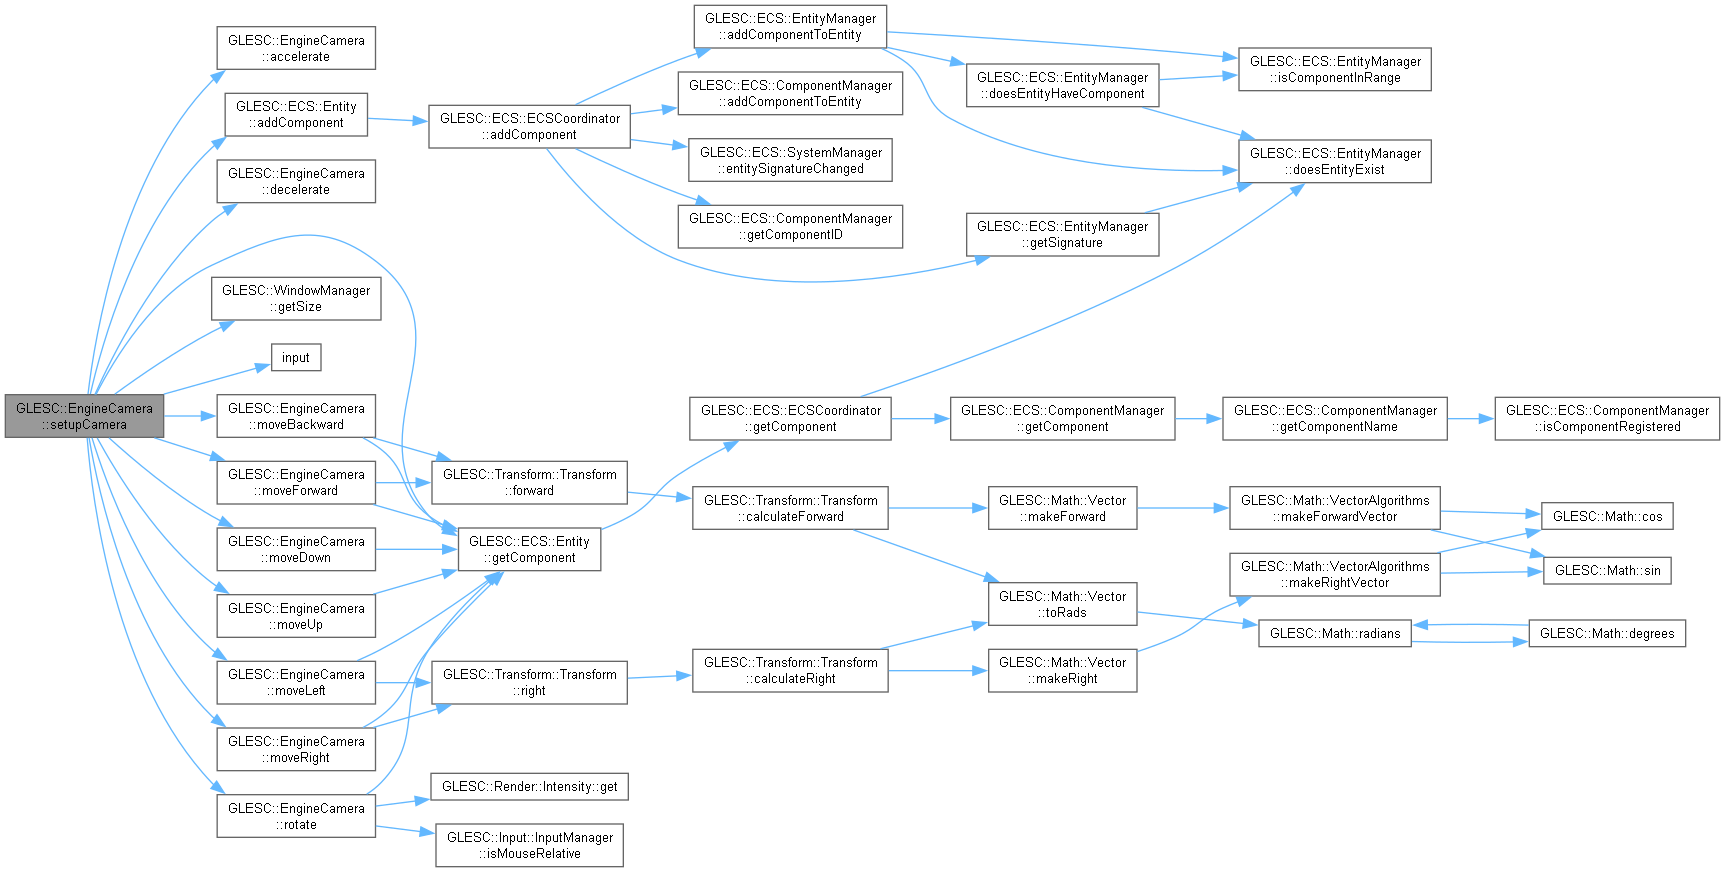 GLESC::EngineCamera
::setupCamera
GLESC::EngineCamera
::accelerate
GLESC::ECS::Entity
::addComponent
GLESC::EngineCamera
::decelerate
GLESC::WindowManager
::getSize
input
GLESC::EngineCamera
::moveBackward
GLESC::EngineCamera
::moveForward
GLESC::EngineCamera
::moveDown
GLESC::EngineCamera
::moveUp
GLESC::EngineCamera
::moveLeft
GLESC::EngineCamera
::moveRight
GLESC::EngineCamera
::rotate
GLESC::ECS::ECSCoordinator
::addComponent
GLESC::Transform::Transform
::forward
GLESC::ECS::Entity
::getComponent
GLESC::Transform::Transform
::right
GLESC::Render::Intensity::get
GLESC::Input::InputManager
::isMouseRelative
GLESC::ECS::EntityManager
::addComponentToEntity
GLESC::ECS::ComponentManager
::addComponentToEntity
GLESC::ECS::SystemManager
::entitySignatureChanged
GLESC::ECS::ComponentManager
::getComponentID
GLESC::ECS::ECSCoordinator
::getComponent
GLESC::Transform::Transform
::calculateForward
GLESC::Transform::Transform
::calculateRight
GLESC::ECS::EntityManager
::doesEntityHaveComponent
GLESC::ECS::EntityManager
::getSignature
GLESC::ECS::ComponentManager
::getComponent
GLESC::Math::Vector
::makeForward
GLESC::Math::Vector
::toRads
GLESC::Math::Vector
::makeRight
GLESC::ECS::EntityManager
::isComponentInRange
GLESC::ECS::EntityManager
::doesEntityExist
GLESC::ECS::ComponentManager
::getComponentName
GLESC::Math::VectorAlgorithms
::makeForwardVector
GLESC::Math::VectorAlgorithms
::makeRightVector
GLESC::Math::radians
GLESC::ECS::ComponentManager
::isComponentRegistered
GLESC::Math::cos
GLESC::Math::sin
GLESC::Math::degrees